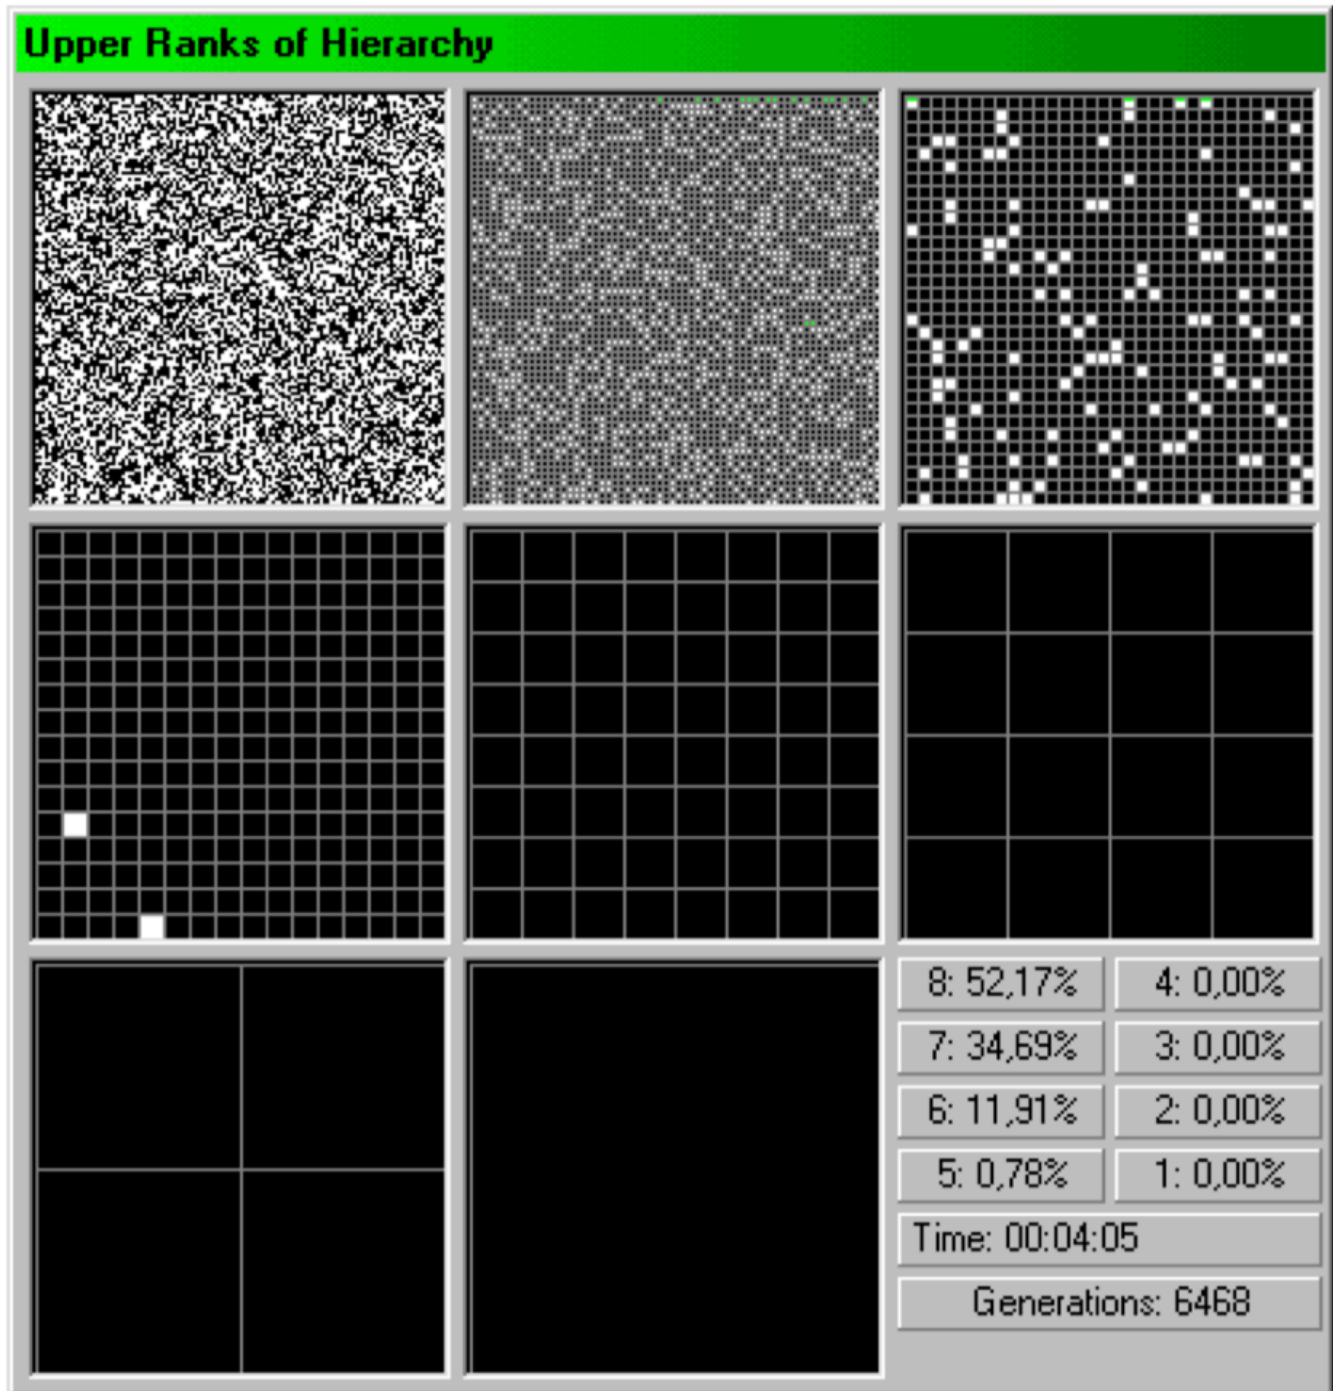 Upper Ranks of Hierarchy
8: 52,17%
4: 0,00%
7: 34,69%
3: 0,00%
6: 11,91%
2: 0,00%
5: 0,78%
1: 0,00%
Time: 00:04:05
Generations: 6468